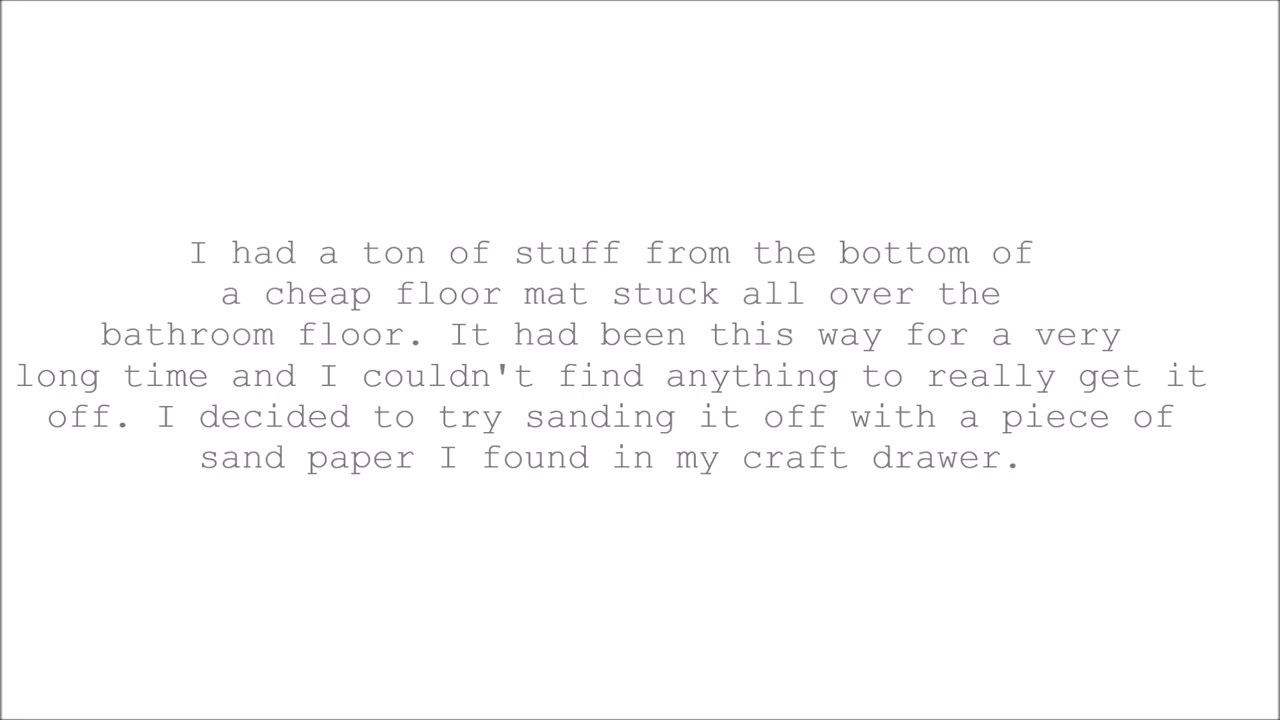 I had a ton of stuff from the bottom of
a cheap floor mat stuck all over the
bathroom floor. It had been this way for a very
long time and I couldn't find anything to really get it
off. I decided to try sanding it off with a piece of
sand paper I found in my craft drawer.